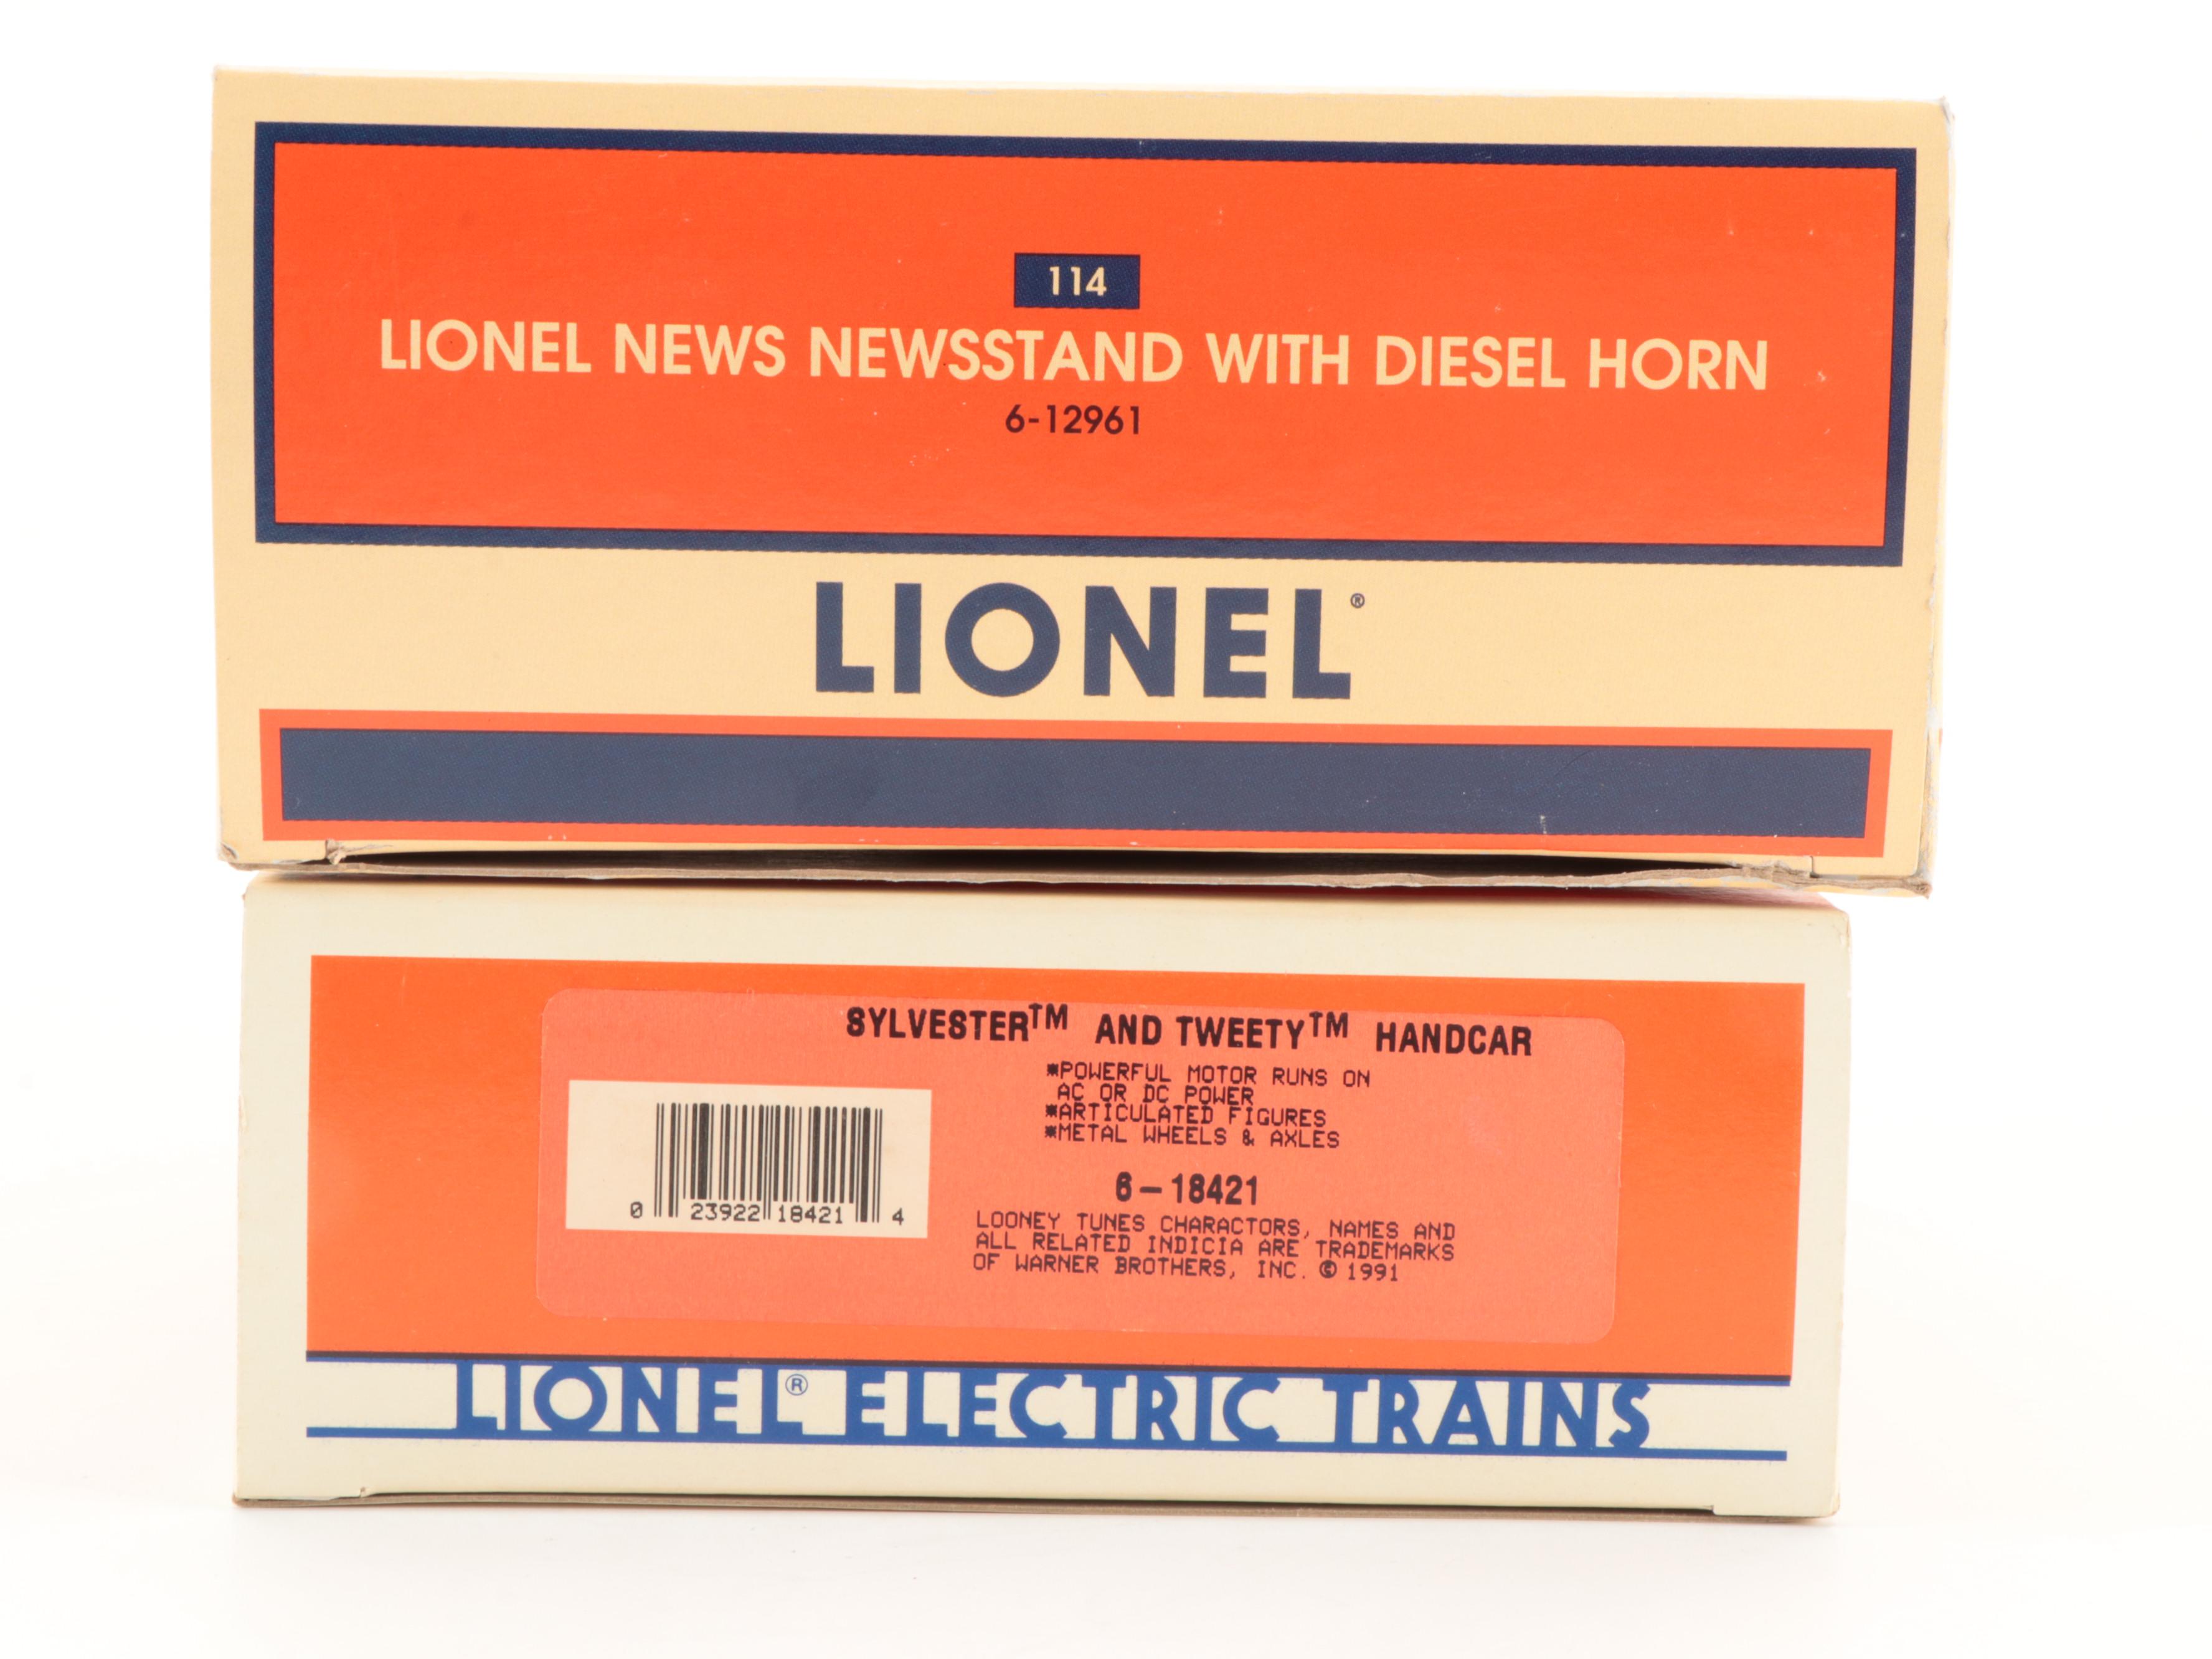 114
LIONEL NEWS NEWSSTAND WITH DIESEL HORN
6-12961
LIONEL®
SYLVESTER™ AND TWEETY™ HANDCAR
*POWERFUL MOTOR RUNS ON
AC OR DC POWER
*ARTICULATED FIGURES
*METAL WHEELS & AXLES
0 23922 18421 4
6-18421
LOONEY TUNES CHARACTORS, NAMES AND
ALL RELATED INDICIA ARE TRADEMARKS
OF WARNER BROTHERS, INC. © 1991
LIONEL® ELECTRIC TRAINS